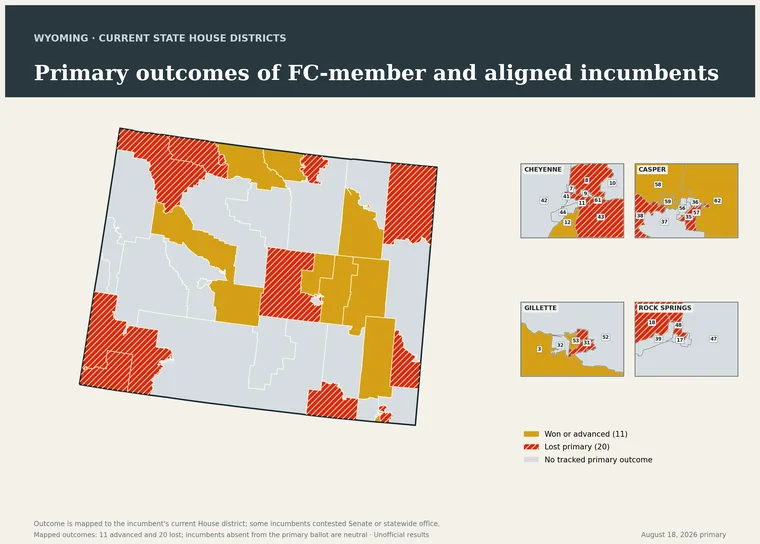 WYOMING · CURRENT STATE HOUSE DISTRICTS
Primary outcomes of FC-member and aligned incumbents
CHEYENNE
8
7
10
9
41
61
42
11
44
43
12
CASPER
58
59
36
62
56
57
38
35
37
GILLETTE
52
53
32
31
3
ROCK SPRINGS
18
48
39
17
47
Won or advanced (11)
Lost primary (20)
No tracked primary outcome
Outcome is mapped to the incumbent's current House district; some incumbents contested Senate or statewide office.
Mapped outcomes: 11 advanced and 20 lost; incumbents absent from the primary ballot are neutral · Unofficial results
August 18, 2026 primary